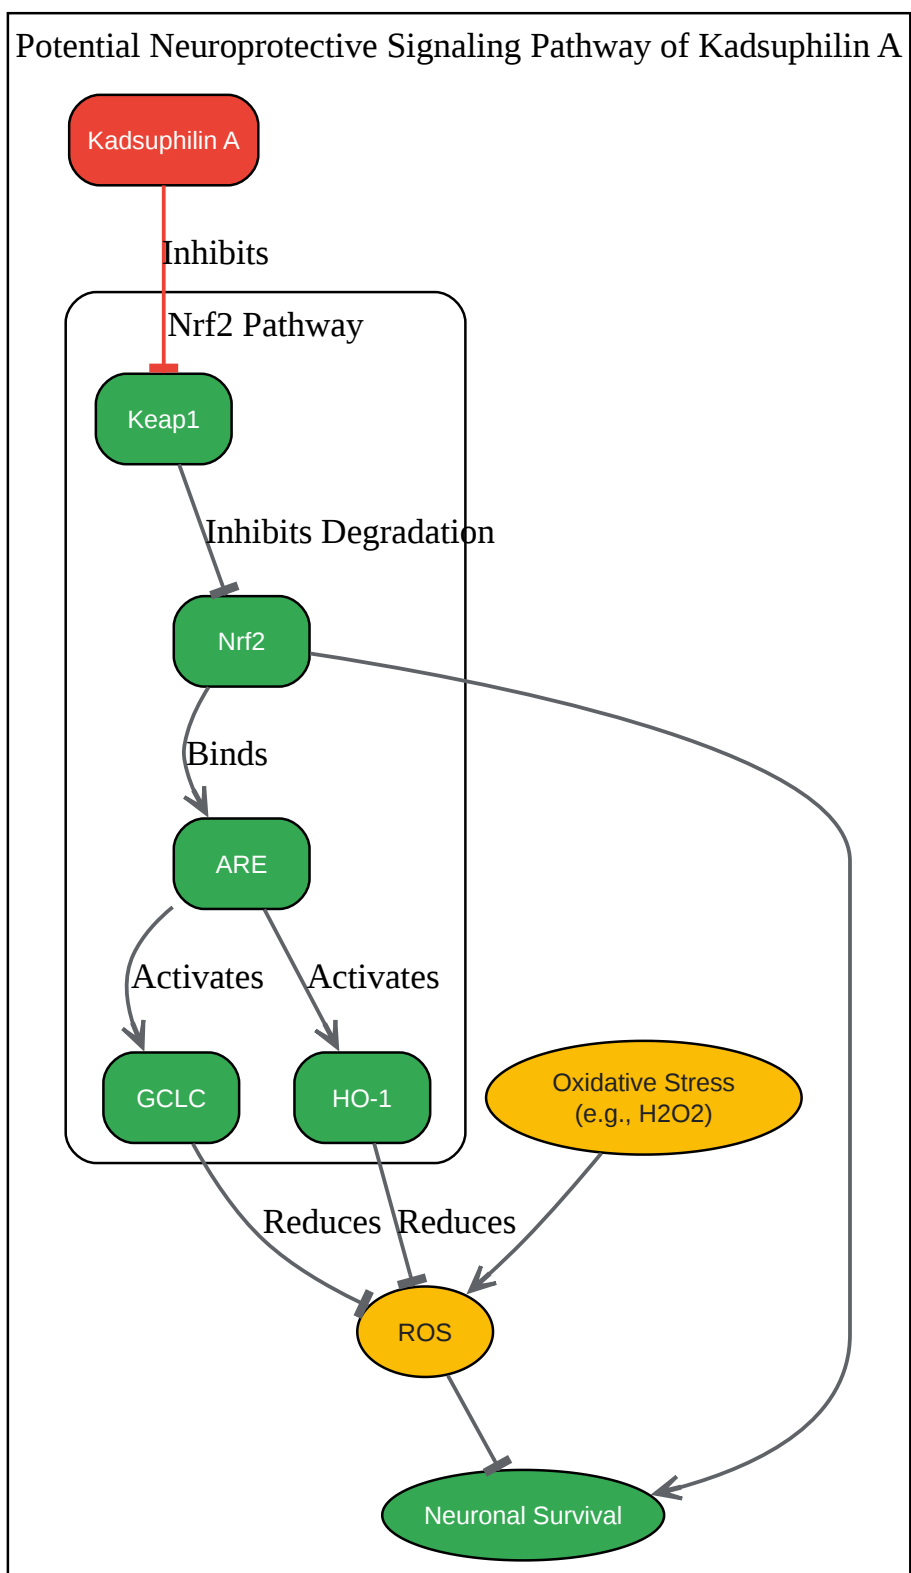 Potential Neuroprotective Signaling Pathway of Kadsuphilin A
Kadsuphilin A
Inhibits
Nrf2 Pathway
Keap1
Inhibits Degradation
Nrf2
Binds
ARE
Activates
Activates
GCLC
HO-1
Oxidative Stress
(e.g., H2O2)
Reduces
Reduces
ROS
Neuronal Survival